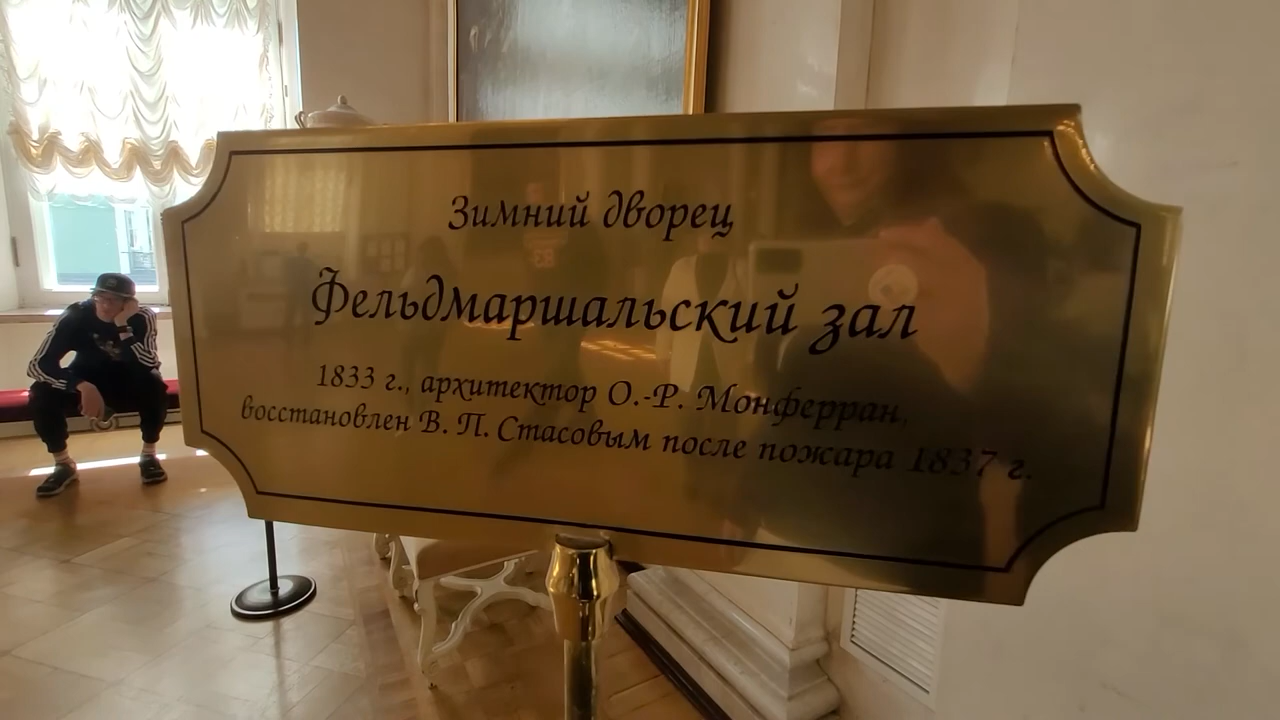 Зимний дворец
Фельдмаршальский зал
1833 г., архитектор О.-Р. Монферран,
восстановлен В. П. Стасовым после пожара 1837 г.